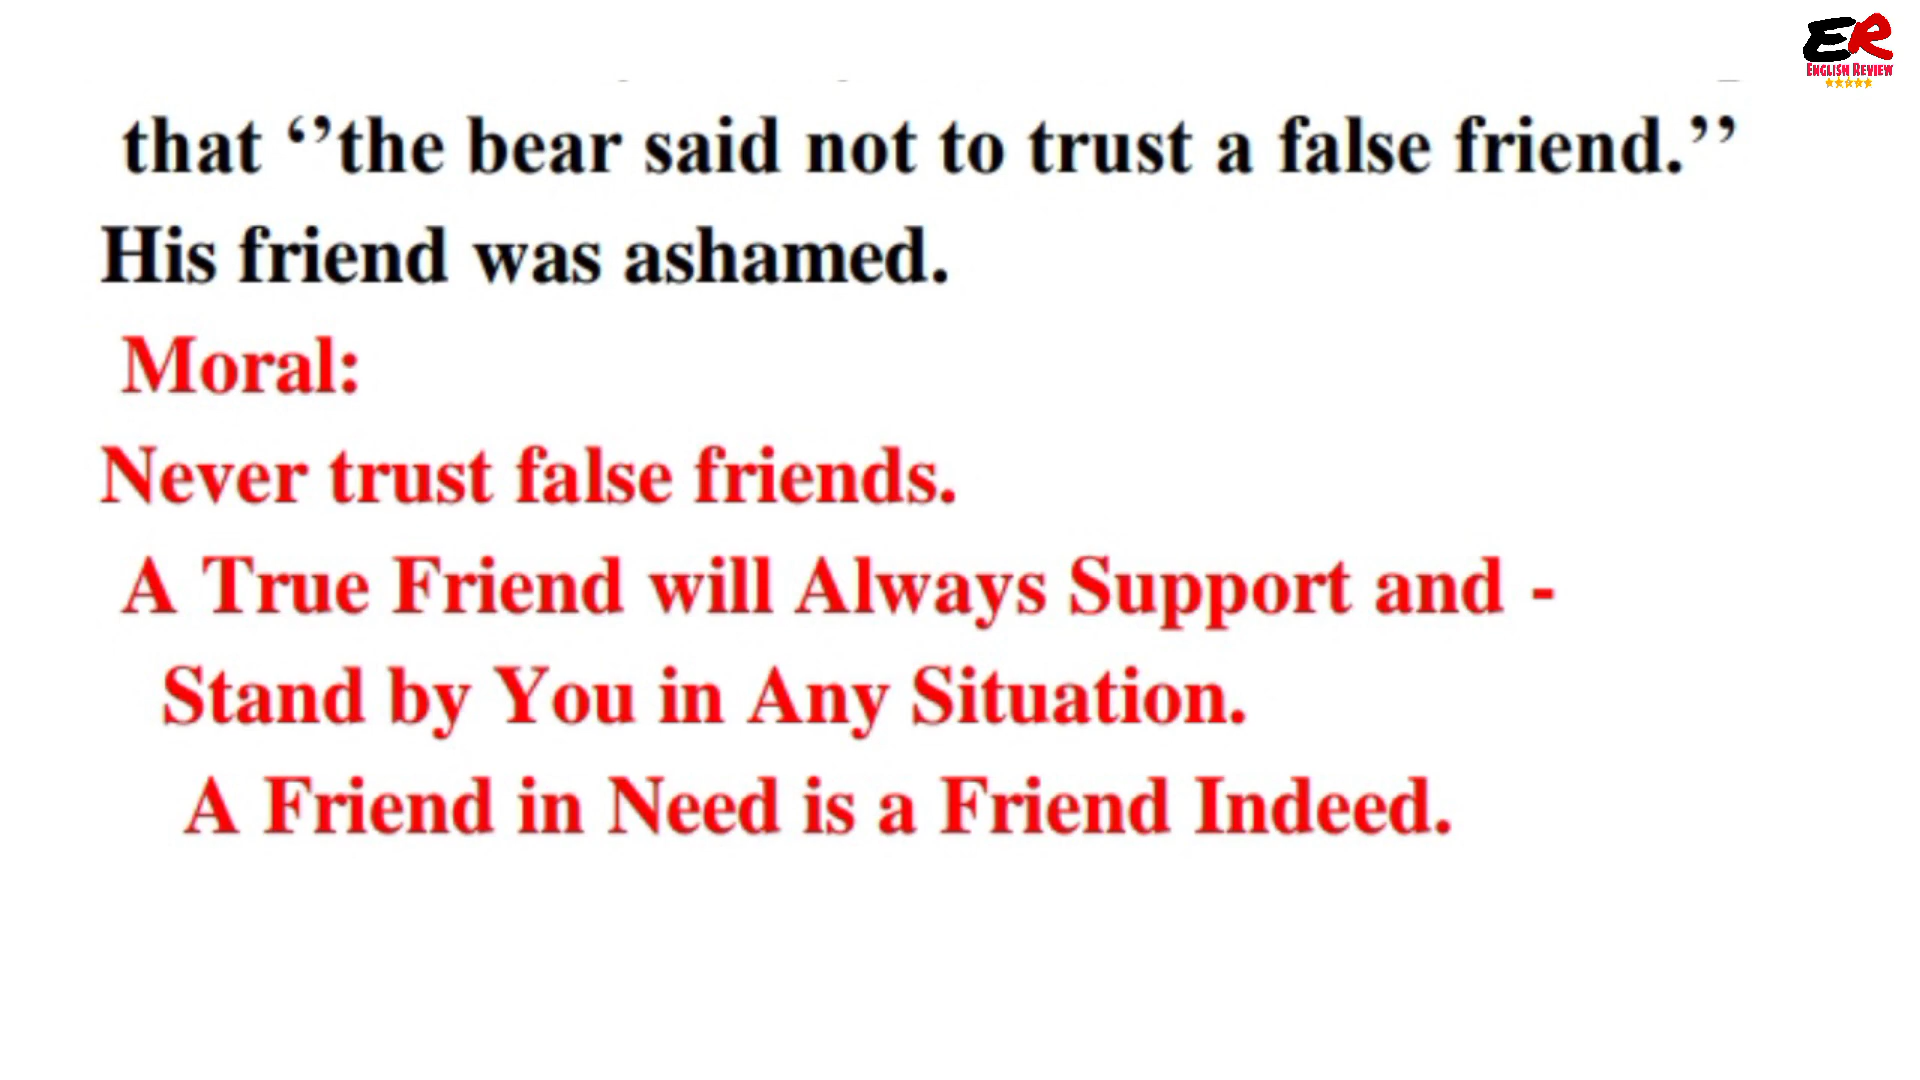 ER
ENGLISH REVIEW
that ‘’the bear said not to trust a false friend.’’
His friend was ashamed.
Moral:
Never trust false friends.
A True Friend will Always Support and -
Stand by You in Any Situation.
A Friend in Need is a Friend Indeed.